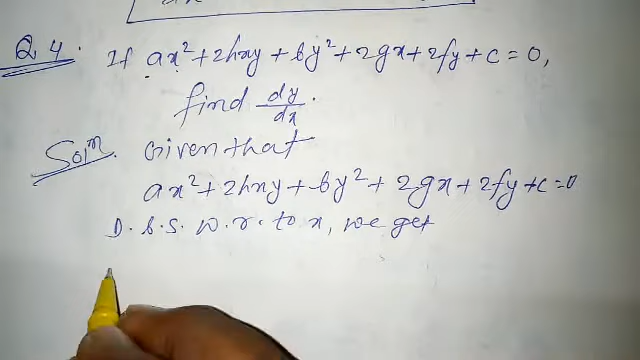 Q.4. If ax² + 2hxy + by² + 2gx + 2fy + c = 0,
find dy/dx.
Solⁿ. Given that
ax² + 2hxy + by² + 2gx + 2fy + c = 0
D. b. s. w. r. to x, we get